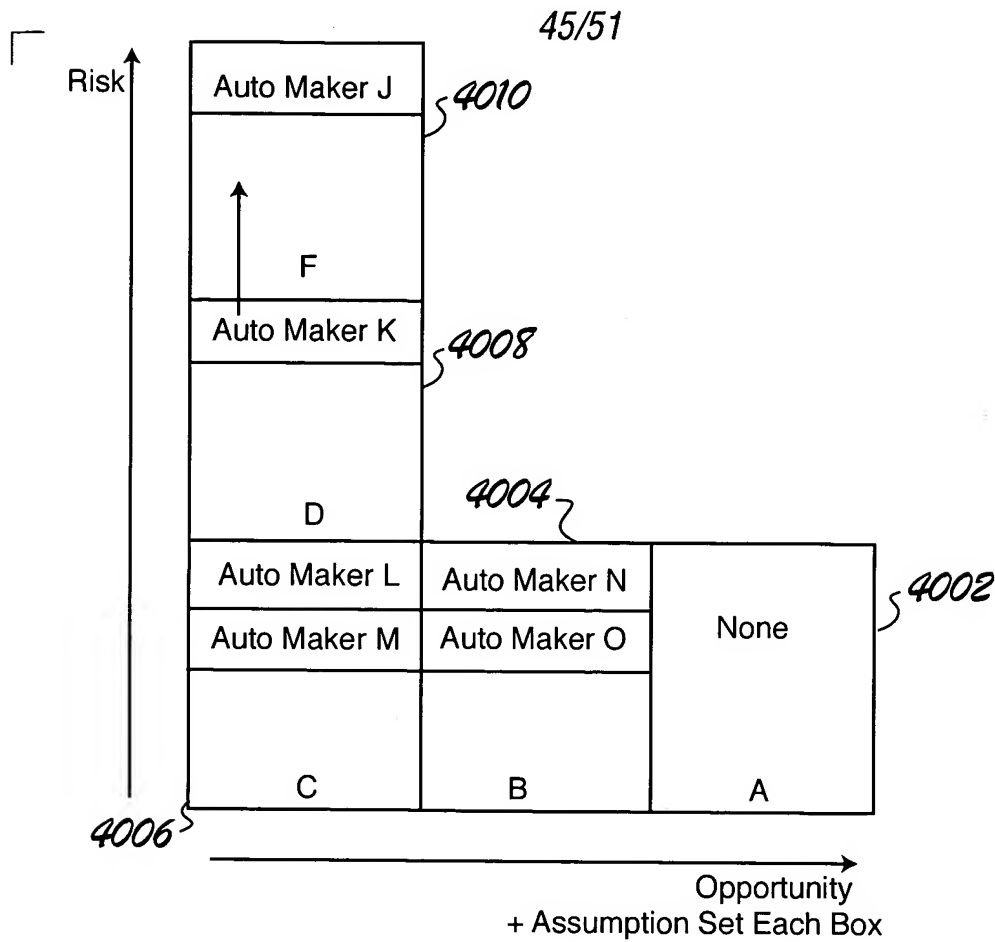 45/51
Risk
Auto Maker J
4010
F
Auto Maker K
4008
D
4004
Auto Maker L
Auto Maker N
4002
None
Auto Maker M
Auto Maker O
C
B
A
4006
Opportunity
+ Assumption Set Each Box